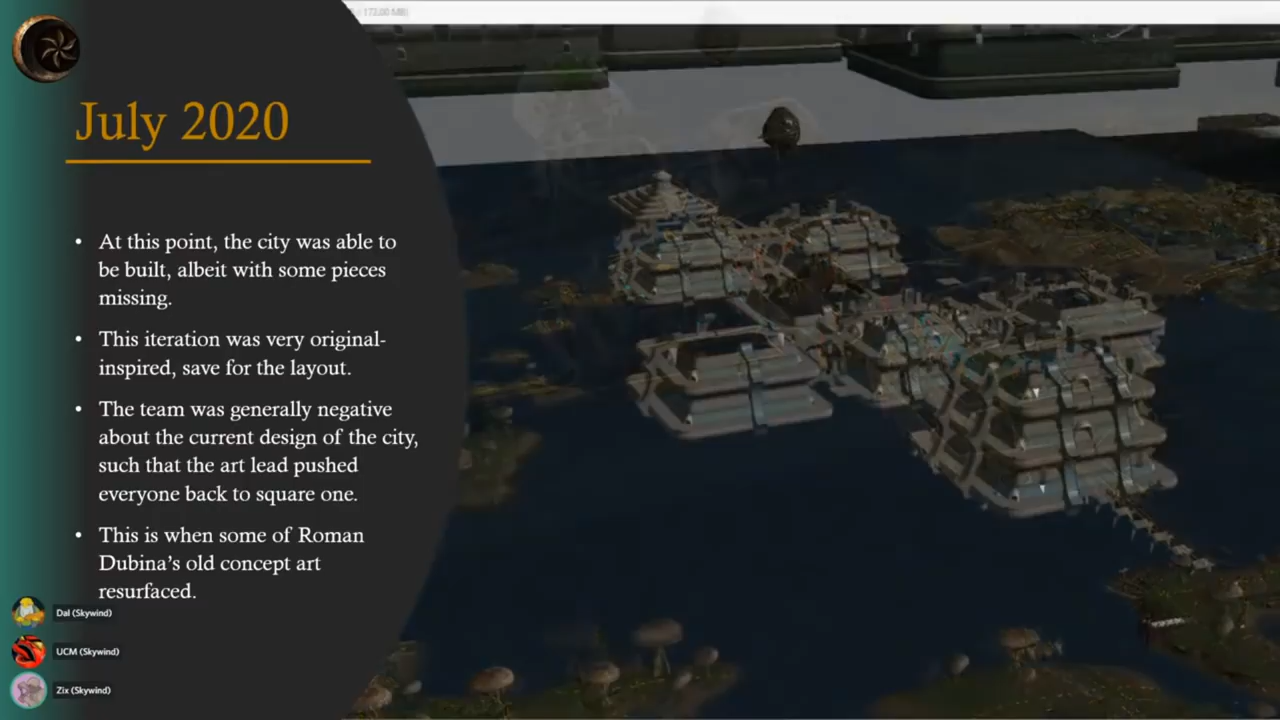 172.00 MB)
July 2020
• At this point, the city was able to
be built, albeit with some pieces
missing.
• This iteration was very original-
inspired, save for the layout.
• The team was generally negative
about the current design of the city,
such that the art lead pushed
everyone back to square one.
• This is when some of Roman
Dubina’s old concept art
resurfaced.
Dal (Skywind)
UCM (Skywind)
Zix (Skywind)